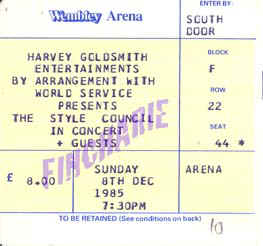 Wembley Arena
ENTER BY:
SOUTH
DOOR
HARVEY GOLDSMITH
ENTERTAINMENTS
BY ARRANGEMENT WITH
WORLD SERVICE
PRESENTS
THE STYLE COUNCIL
IN CONCERT
+ GUESTS
BLOCK
F
ROW
22
SEAT
44 *
FINCHARIE
£ 8.00
SUNDAY
8TH DEC
1985
7:30PM
ARENA
TO BE RETAINED (See conditions on back)
10